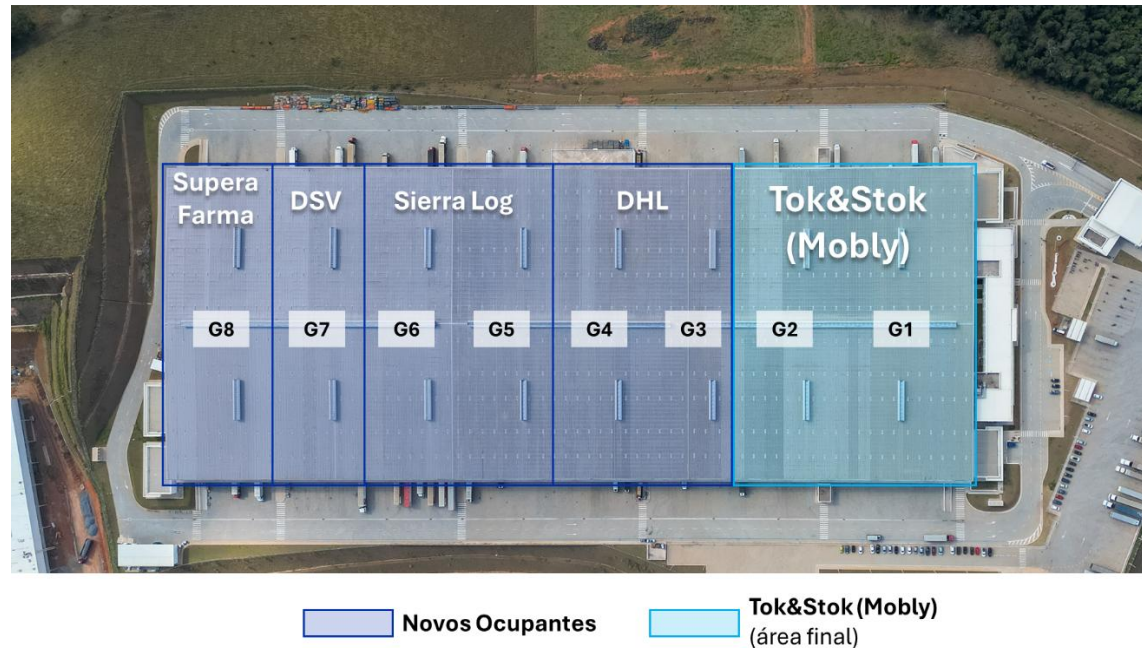 Supera
Farma
DSV
Sierra Log
DHL
Tok&Stok
(Mobly)
G8
G7
G6
G5
G4
G3
G2
G1
Novos Ocupantes
Tok&Stok (Mobly)
(área final)